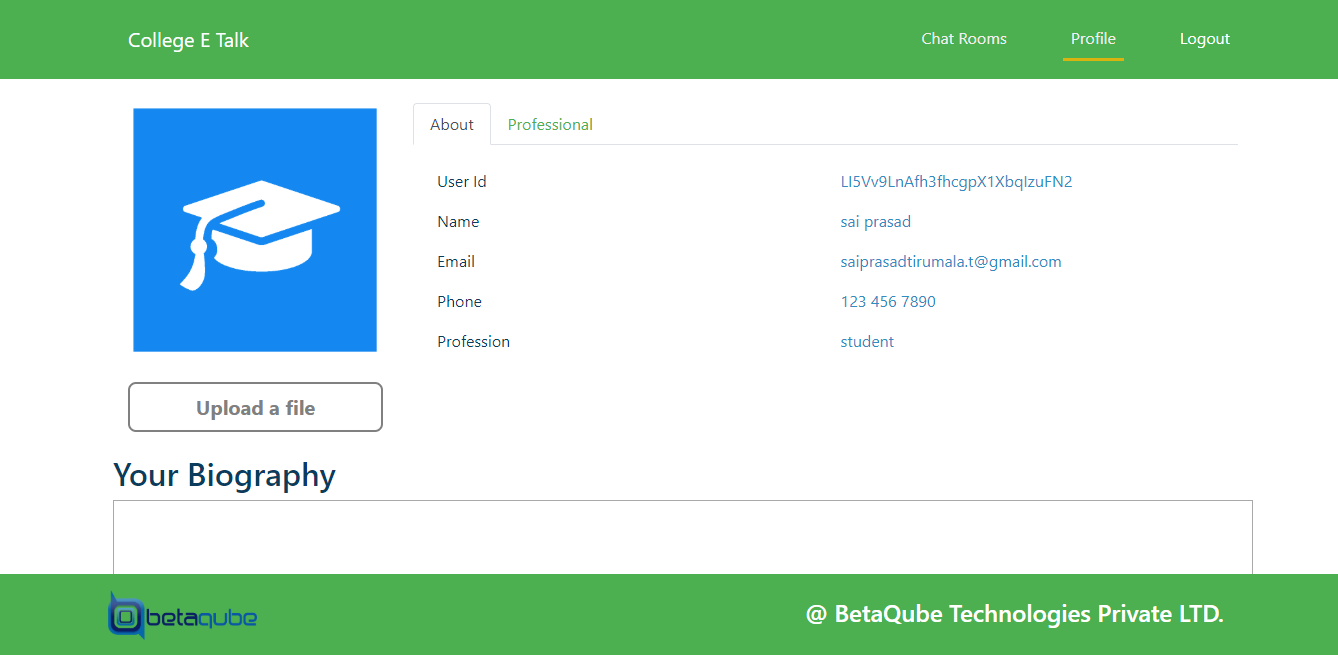 College E Talk
Chat Rooms
Profile
Logout
About
Professional
User Id
LI5Vv9LnAfh3fhcgpX1XbqIzuFN2
Name
sai prasad
Email
saiprasadtirumala.t@gmail.com
Phone
123 456 7890
Profession
student
Upload a file
Your Biography
betaqube
@ BetaQube Technologies Private LTD.